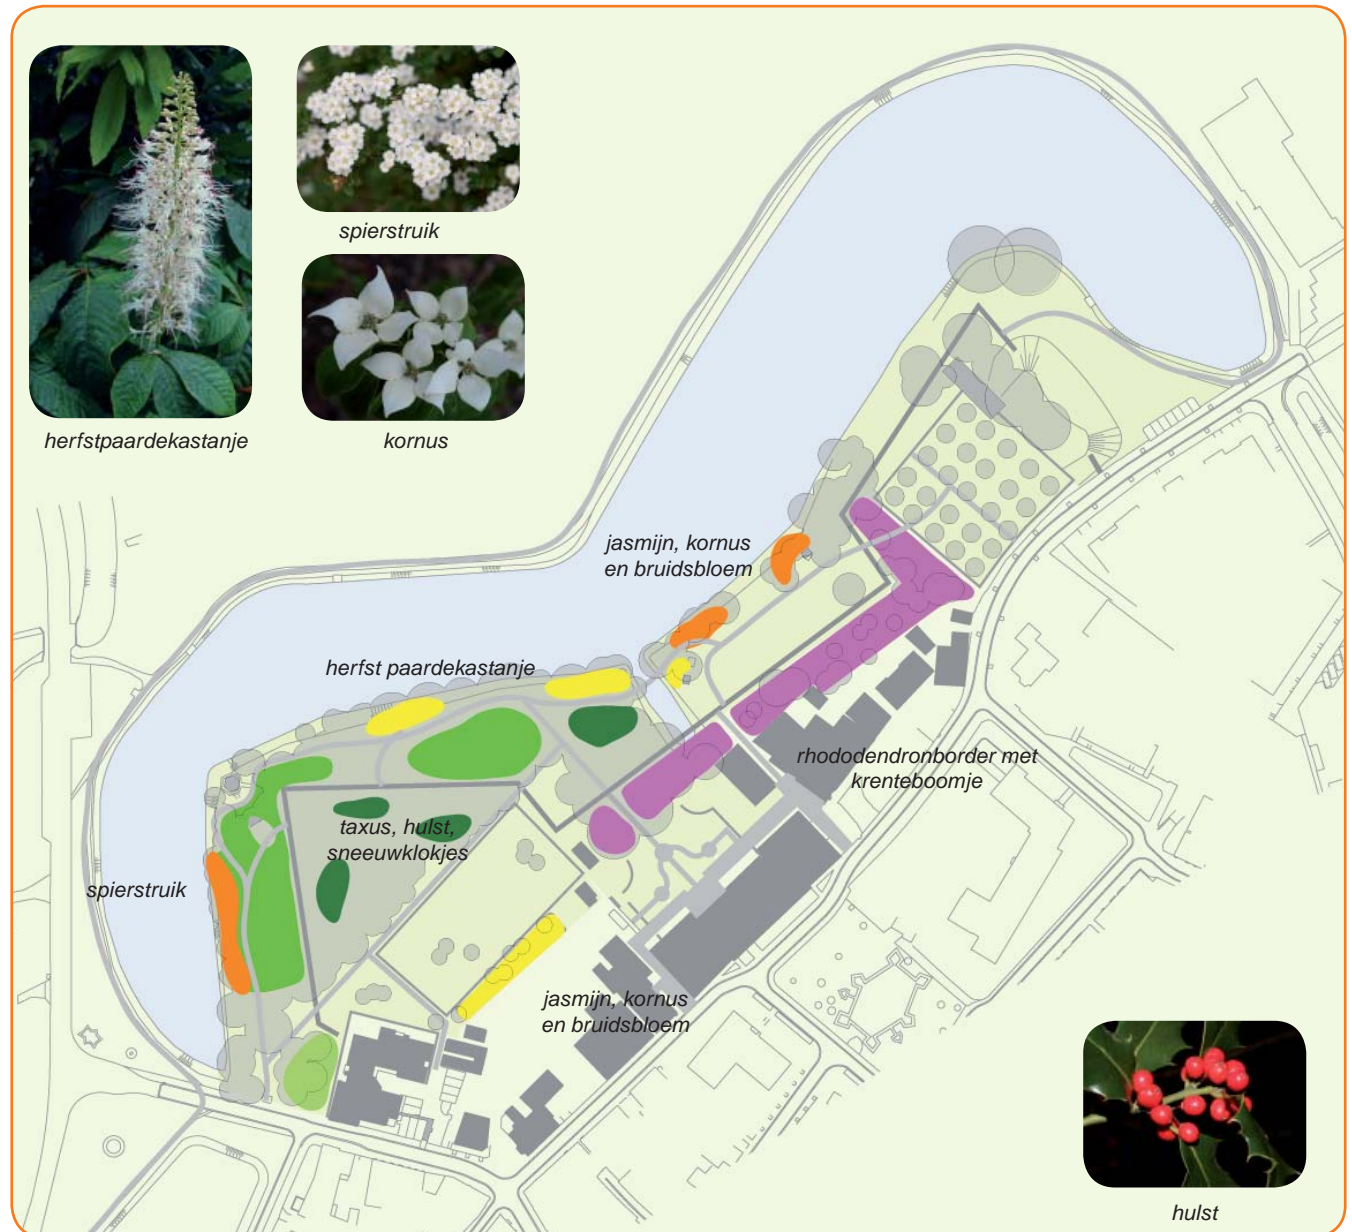 spierstruik
herfstpaardekastanje
kornus
jasmijn, kornus
en bruidsbloem
herfst paardekastanje
rhododendronborder met
krenteboomje
taxus, hulst,
sneeuwklokjes
spierstruik
jasmijn, kornus
en bruidsbloem
hulst